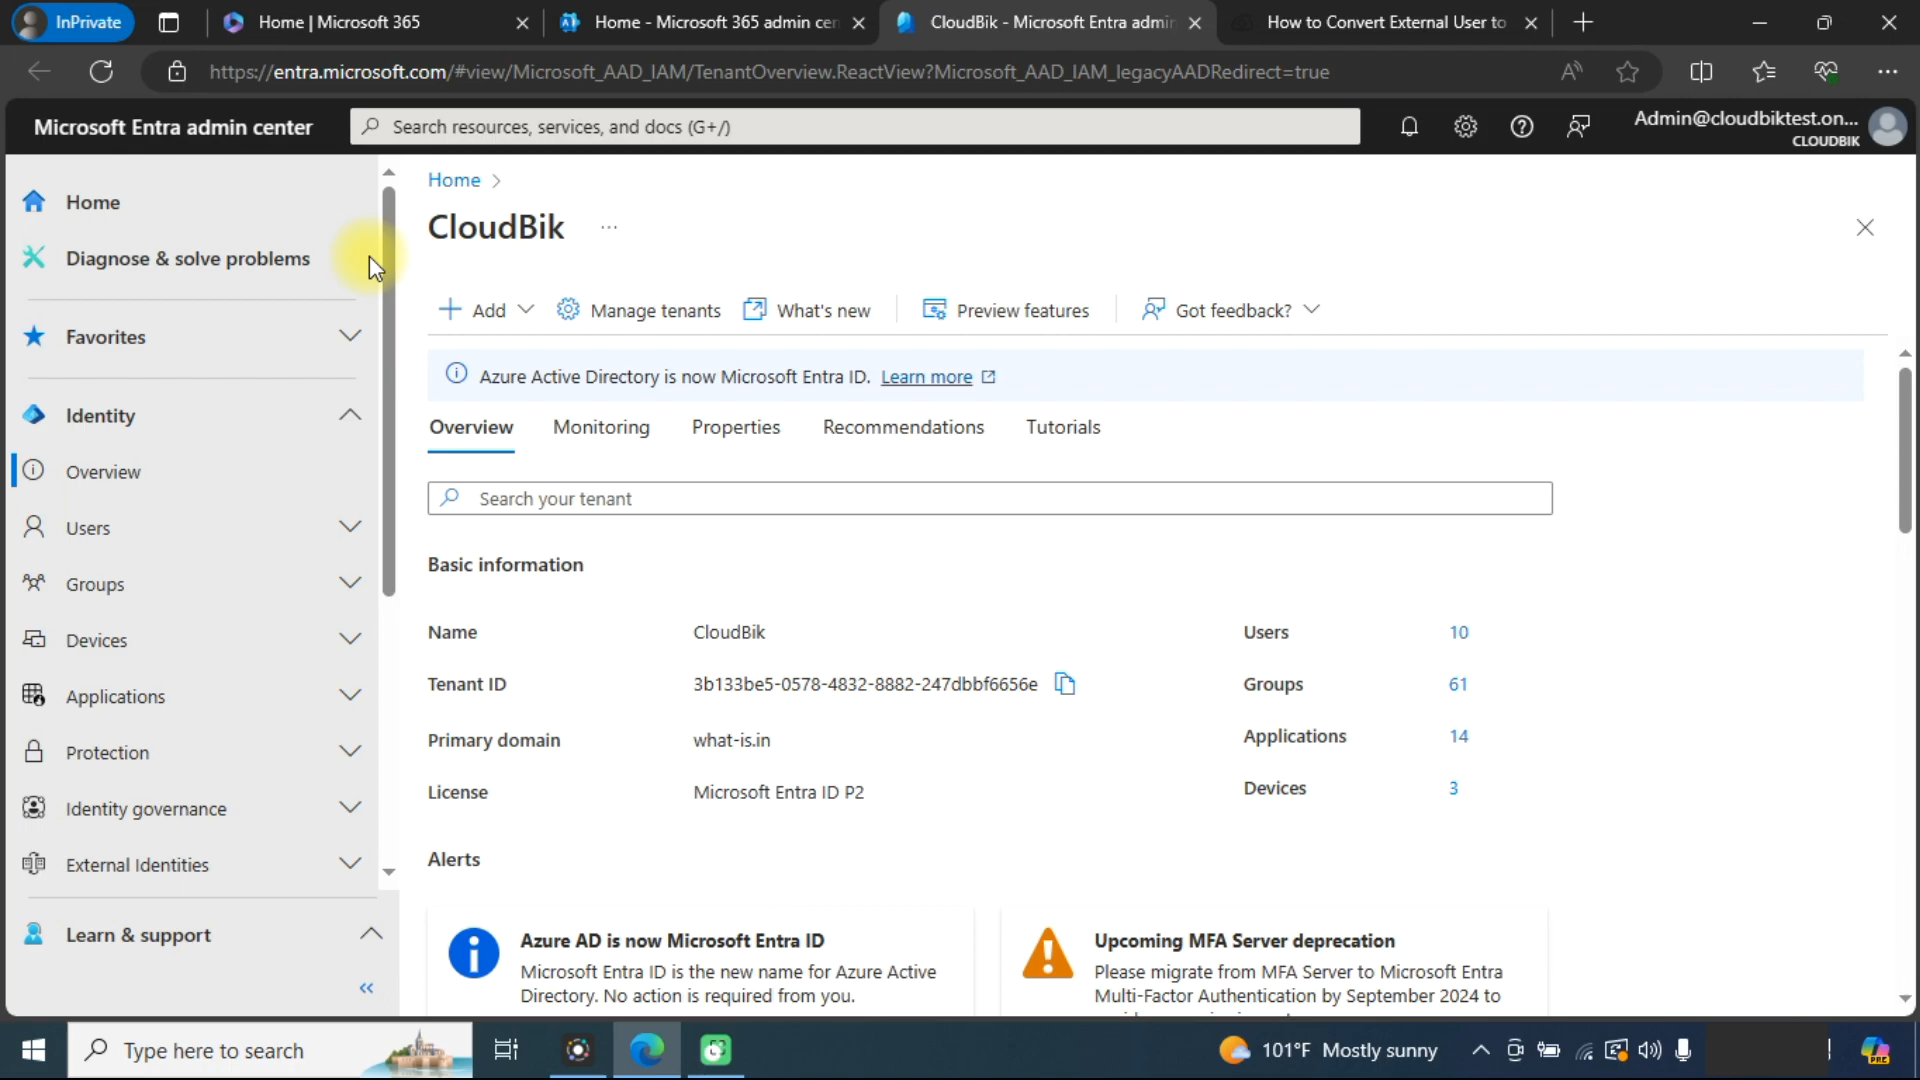 InPrivate
Home | Microsoft 365
Home - Microsoft 365 admin cen
CloudBik - Microsoft Entra admin
How to Convert External User to
https://entra.microsoft.com/#view/Microsoft_AAD_IAM/TenantOverview.ReactView?Microsoft_AAD_IAM_legacyAADRedirect=true
Microsoft Entra admin center
Search resources, services, and docs (G+/)
Admin@cloudbiktest.on...
CLOUDBIK
Home
Diagnose & solve problems
Favorites
Identity
Overview
Users
Groups
Devices
Applications
Protection
Identity governance
External Identities
Learn & support
Home
CloudBik
Add
Manage tenants
What's new
Preview features
Got feedback?
Azure Active Directory is now Microsoft Entra ID. Learn more
Overview
Monitoring
Properties
Recommendations
Tutorials
Search your tenant
Basic information
Name
CloudBik
Users
10
Tenant ID
3b133be5-0578-4832-8882-247dbbf6656e
Groups
61
Primary domain
what-is.in
Applications
14
License
Microsoft Entra ID P2
Devices
3
Alerts
Azure AD is now Microsoft Entra ID
Microsoft Entra ID is the new name for Azure Active
Directory. No action is required from you.
Upcoming MFA Server deprecation
Please migrate from MFA Server to Microsoft Entra
Multi-Factor Authentication by September 2024 to
Type here to search
101°F Mostly sunny
PRE